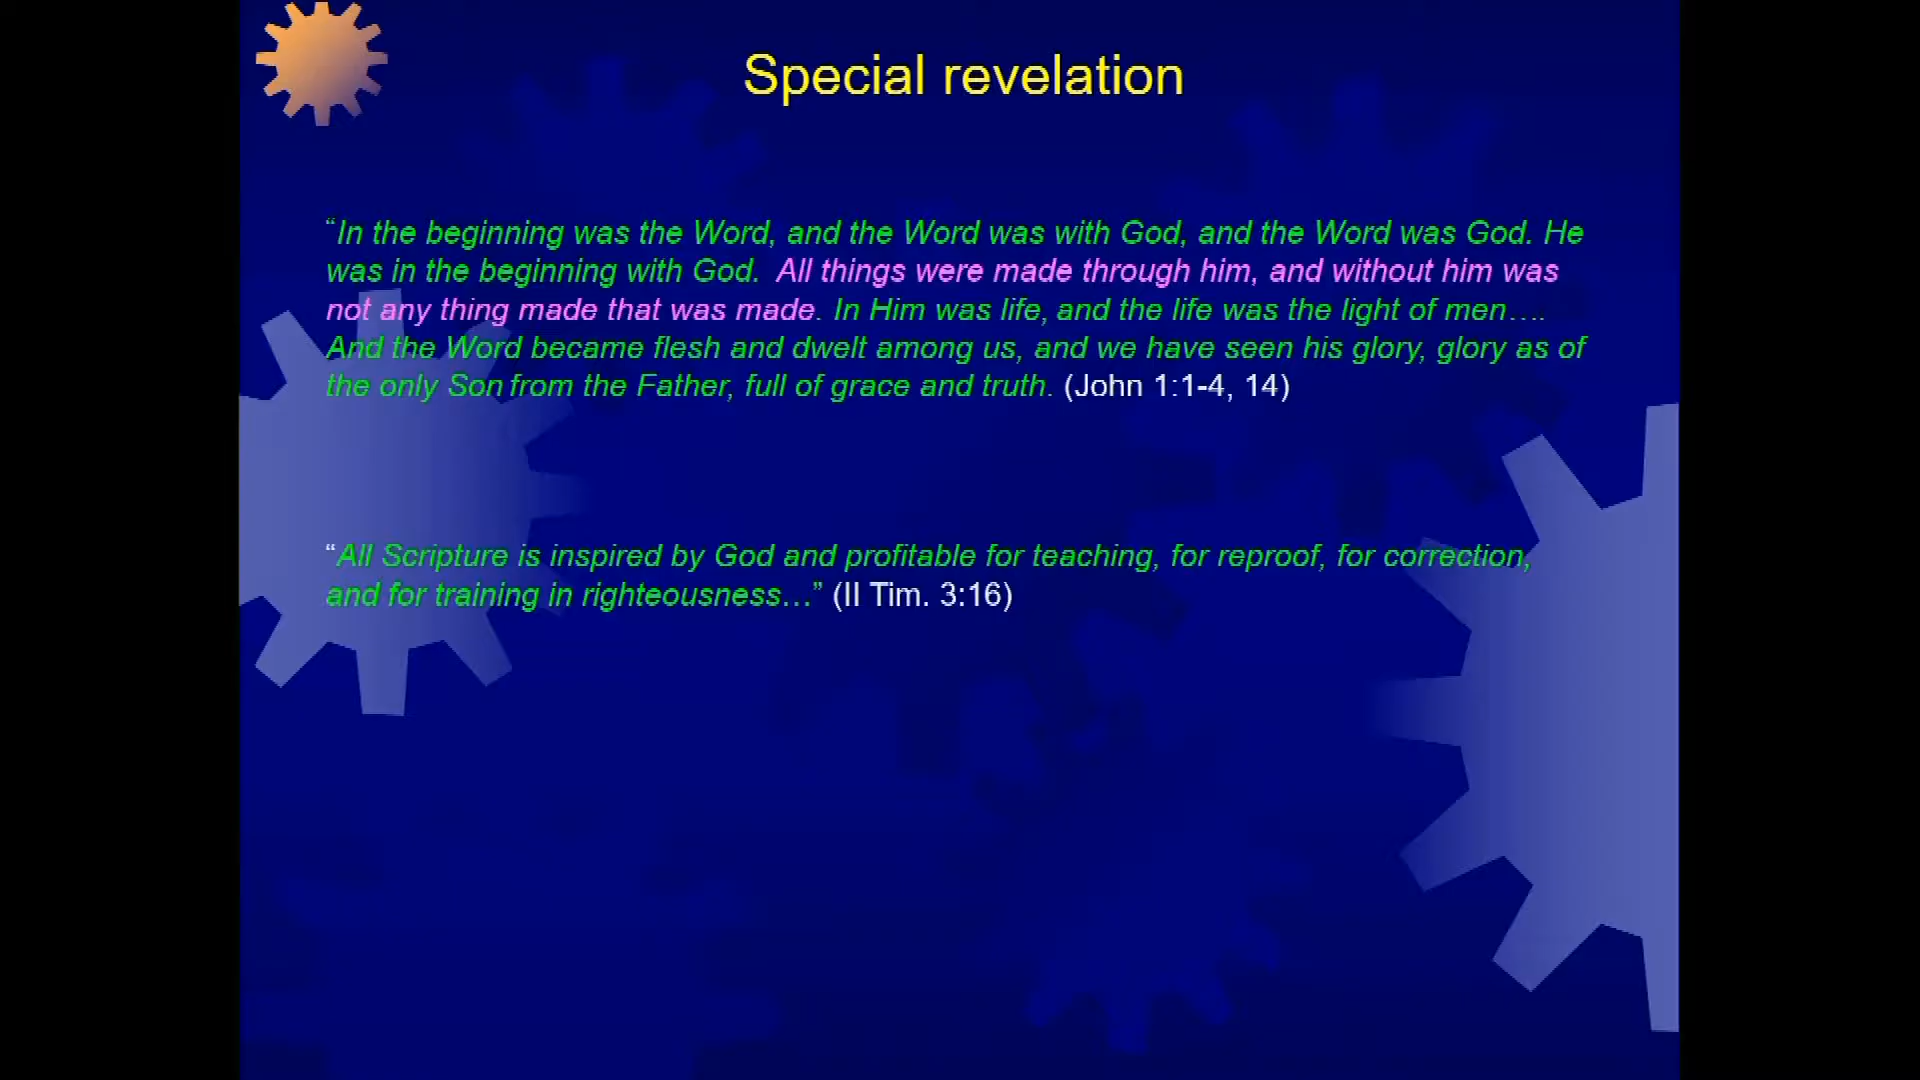 Special revelation
“In the beginning was the Word, and the Word was with God, and the Word was God. He
was in the beginning with God.  All things were made through him, and without him was
not any thing made that was made. In Him was life, and the life was the light of men….
And the Word became flesh and dwelt among us, and we have seen his glory, glory as of
the only Son from the Father, full of grace and truth. (John 1:1-4, 14)
“All Scripture is inspired by God and profitable for teaching, for reproof, for correction,
and for training in righteousness…” (II Tim. 3:16)